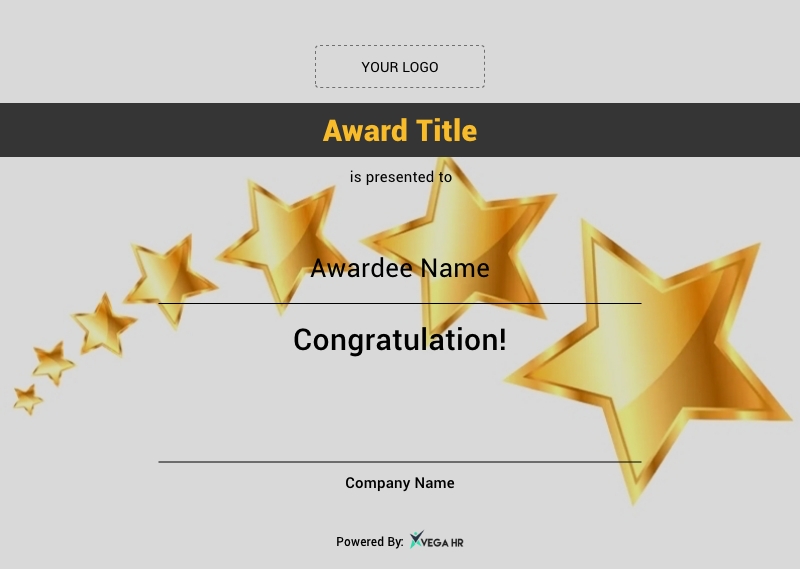 YOUR LOGO
Award Title
is presented to
Awardee Name
Congratulation!
Company Name
Powered By: VEGA HR